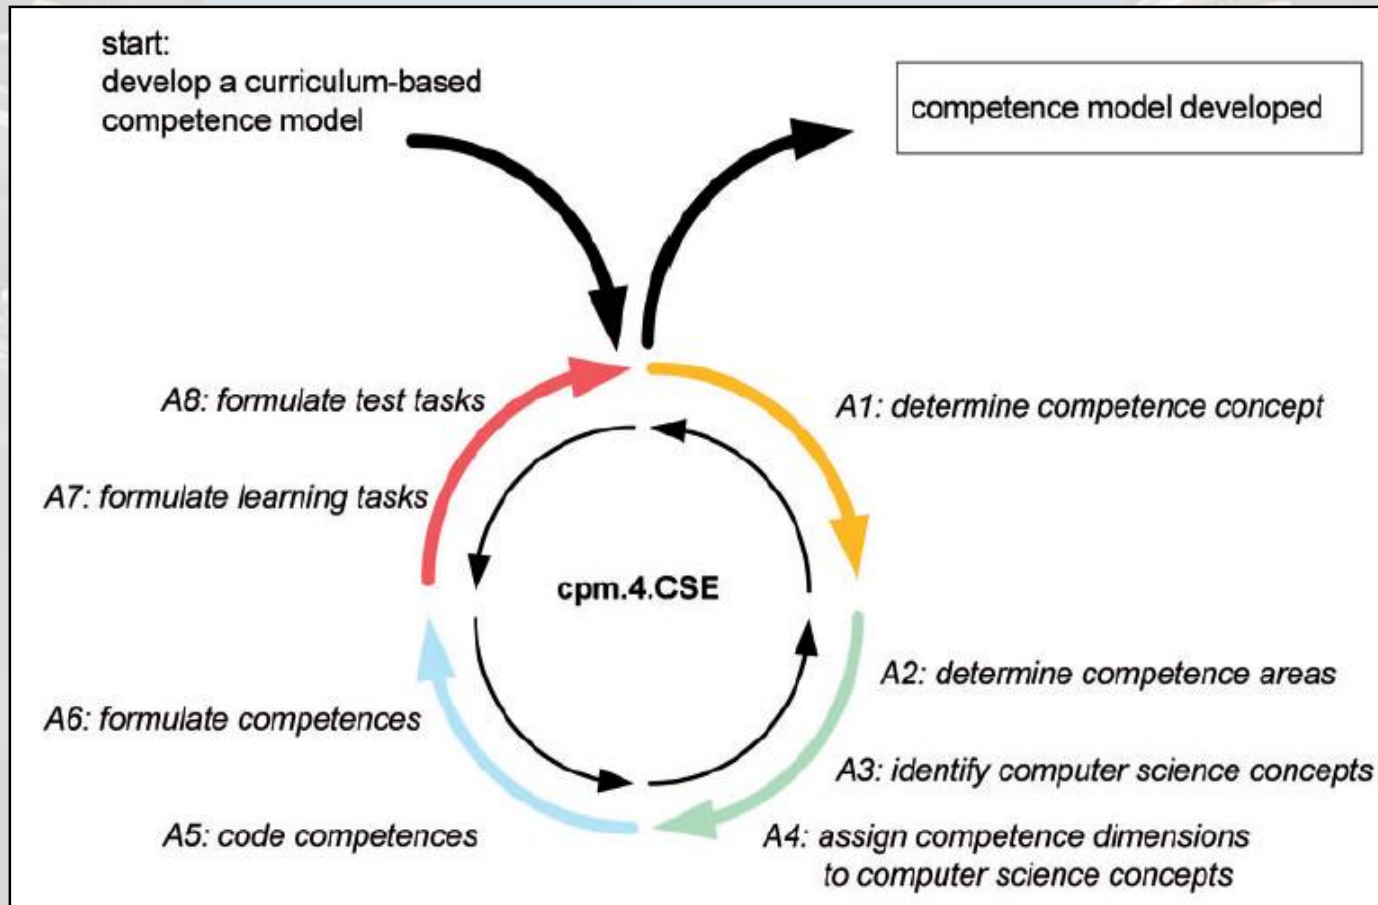 start:
develop a curriculum-based
competence model
competence model developed
A8: formulate test tasks
A1: determine competence concept
A7: formulate learning tasks
cpm.4.CSE
A2: determine competence areas
A6: formulate competences
A3: identify computer science concepts
A5: code competences
A4: assign competence dimensions
to computer science concepts